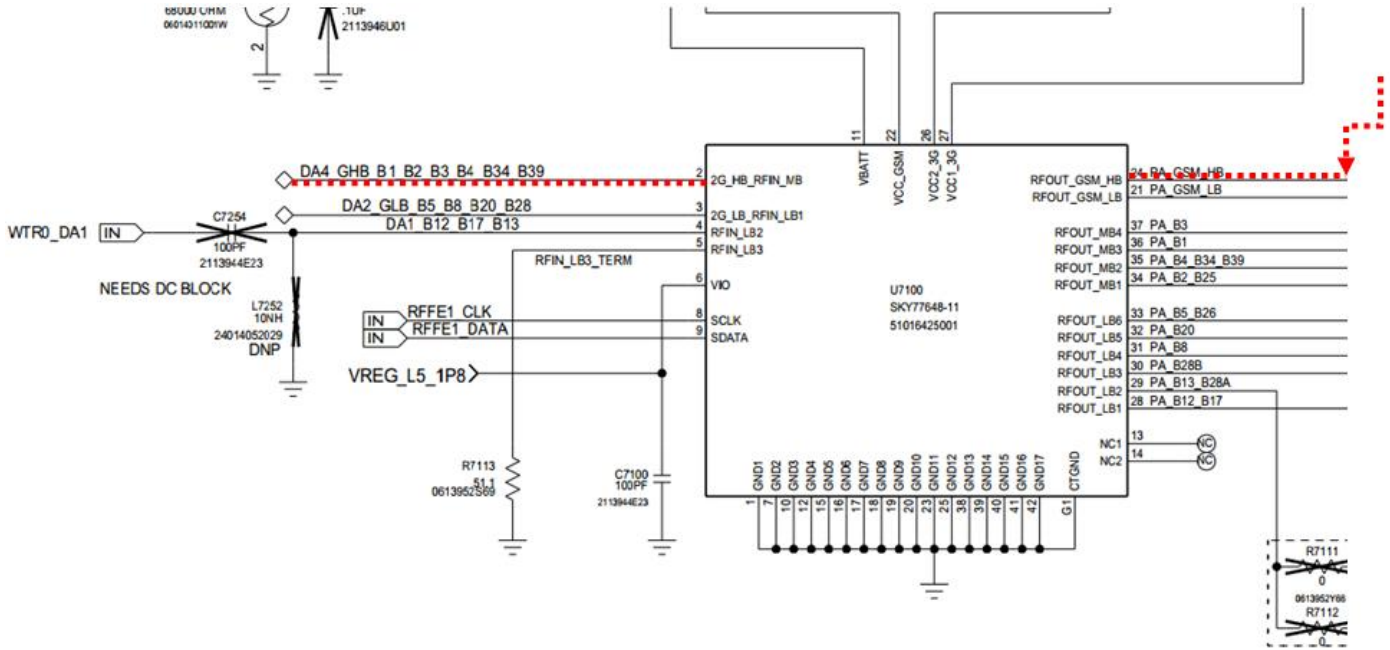 68000 OHM
06014011001W
2
.1UF
2113946U01
DA4_GHB_B1_B2_B3_B4_B34_B39
DA2_GLB_B5_B8_B20_B28
DA1_B12_B17_B13
WTR0_DA1 IN
C7254
100PF
2113944E23
NEEDS DC BLOCK
L7252
10NH
24014052029
DNP
RFIN_LB3_TERM
IN RFFE1_CLK
IN RFFE1_DATA
VREG_L5_1P8
R7113
51.1
0613952S69
C7100
100PF
2113944E23
11 VBATT
22 VCC_GSM
26 VCC2_3G
27 VCC1_3G
2 2G_HB_RFIN_MB
3 2G_LB_RFIN_LB1
4 RFIN_LB2
5 RFIN_LB3
6 VIO
8 SCLK
9 SDATA
U7100
SKY77648-11
51016425001
RFOUT_GSM_HB 24 PA_GSM_HB
RFOUT_GSM_LB 21 PA_GSM_LB
RFOUT_MB4 37 PA_B3
RFOUT_MB3 36 PA_B1
RFOUT_MB2 35 PA_B4_B34_B39
RFOUT_MB1 34 PA_B2_B25
RFOUT_LB6 33 PA_B5_B26
RFOUT_LB5 32 PA_B20
RFOUT_LB4 31 PA_B8
RFOUT_LB3 30 PA_B28B
RFOUT_LB2 29 PA_B13_B28A
RFOUT_LB1 28 PA_B12_B17
NC1 13 NC
NC2 14 NC
GND1 1
GND2 7
GND3 10
GND4 12
GND5 15
GND6 16
GND7 17
GND8 18
GND9 19
GND10 20
GND11 23
GND12 25
GND13 38
GND14 39
GND15 40
GND16 41
GND17 42
CTGND G1
R7111
0
0613952Y66
R7112
0